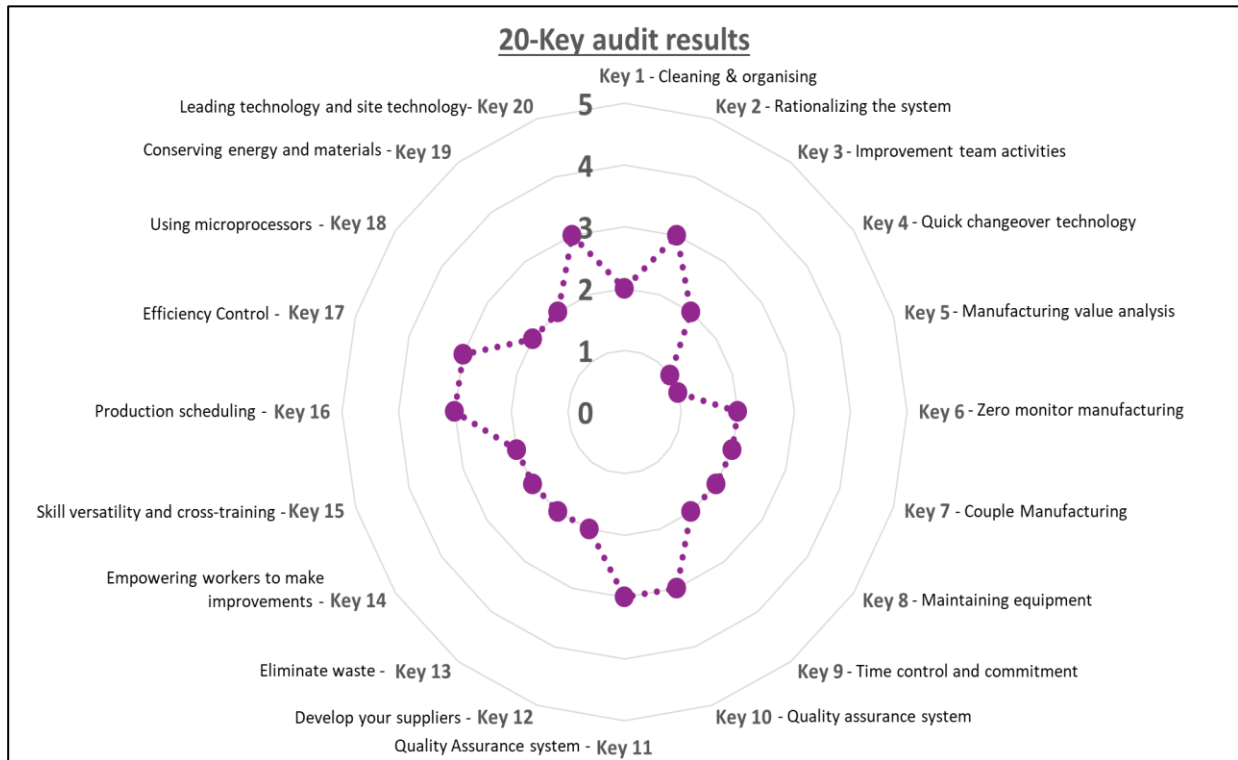 20-Key audit results
Key 1 - Cleaning & organising
Key 2 - Rationalizing the system
Key 3 - Improvement team activities
Key 4 - Quick changeover technology
Key 5 - Manufacturing value analysis
Key 6 - Zero monitor manufacturing
Key 7 - Couple Manufacturing
Key 8 - Maintaining equipment
Key 9 - Time control and commitment
Key 10 - Quality assurance system
Quality Assurance system - Key 11
Develop your suppliers - Key 12
Eliminate waste - Key 13
Empowering workers to make
improvements - Key 14
Skill versatility and cross-training - Key 15
Production scheduling - Key 16
Efficiency Control - Key 17
Using microprocessors - Key 18
Conserving energy and materials - Key 19
Leading technology and site technology- Key 20
5
4
3
2
1
0